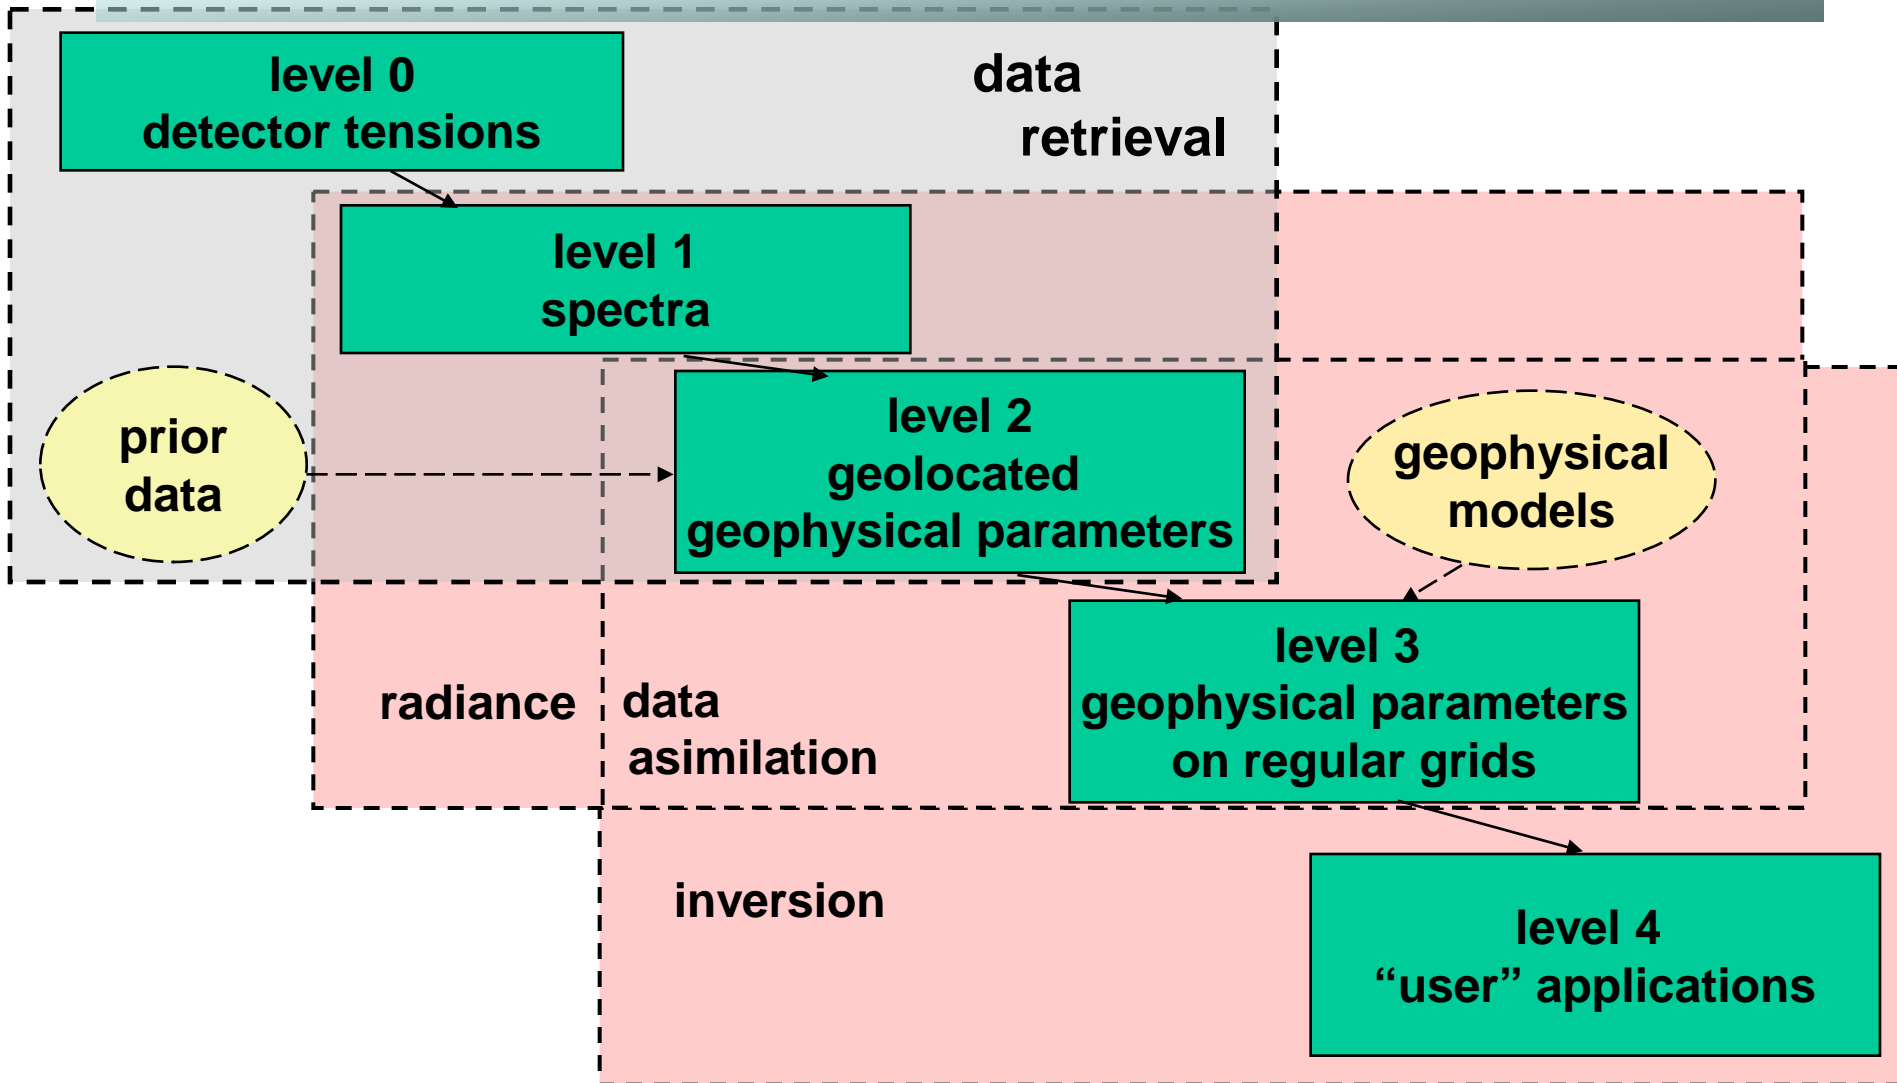 level 0
detector tensions
data
retrieval
level 1
spectra
prior
data
level 2
geolocated
geophysical parameters
geophysical
models
level 3
geophysical parameters
on regular grids
radiance
data
asimilation
inversion
level 4
“user” applications